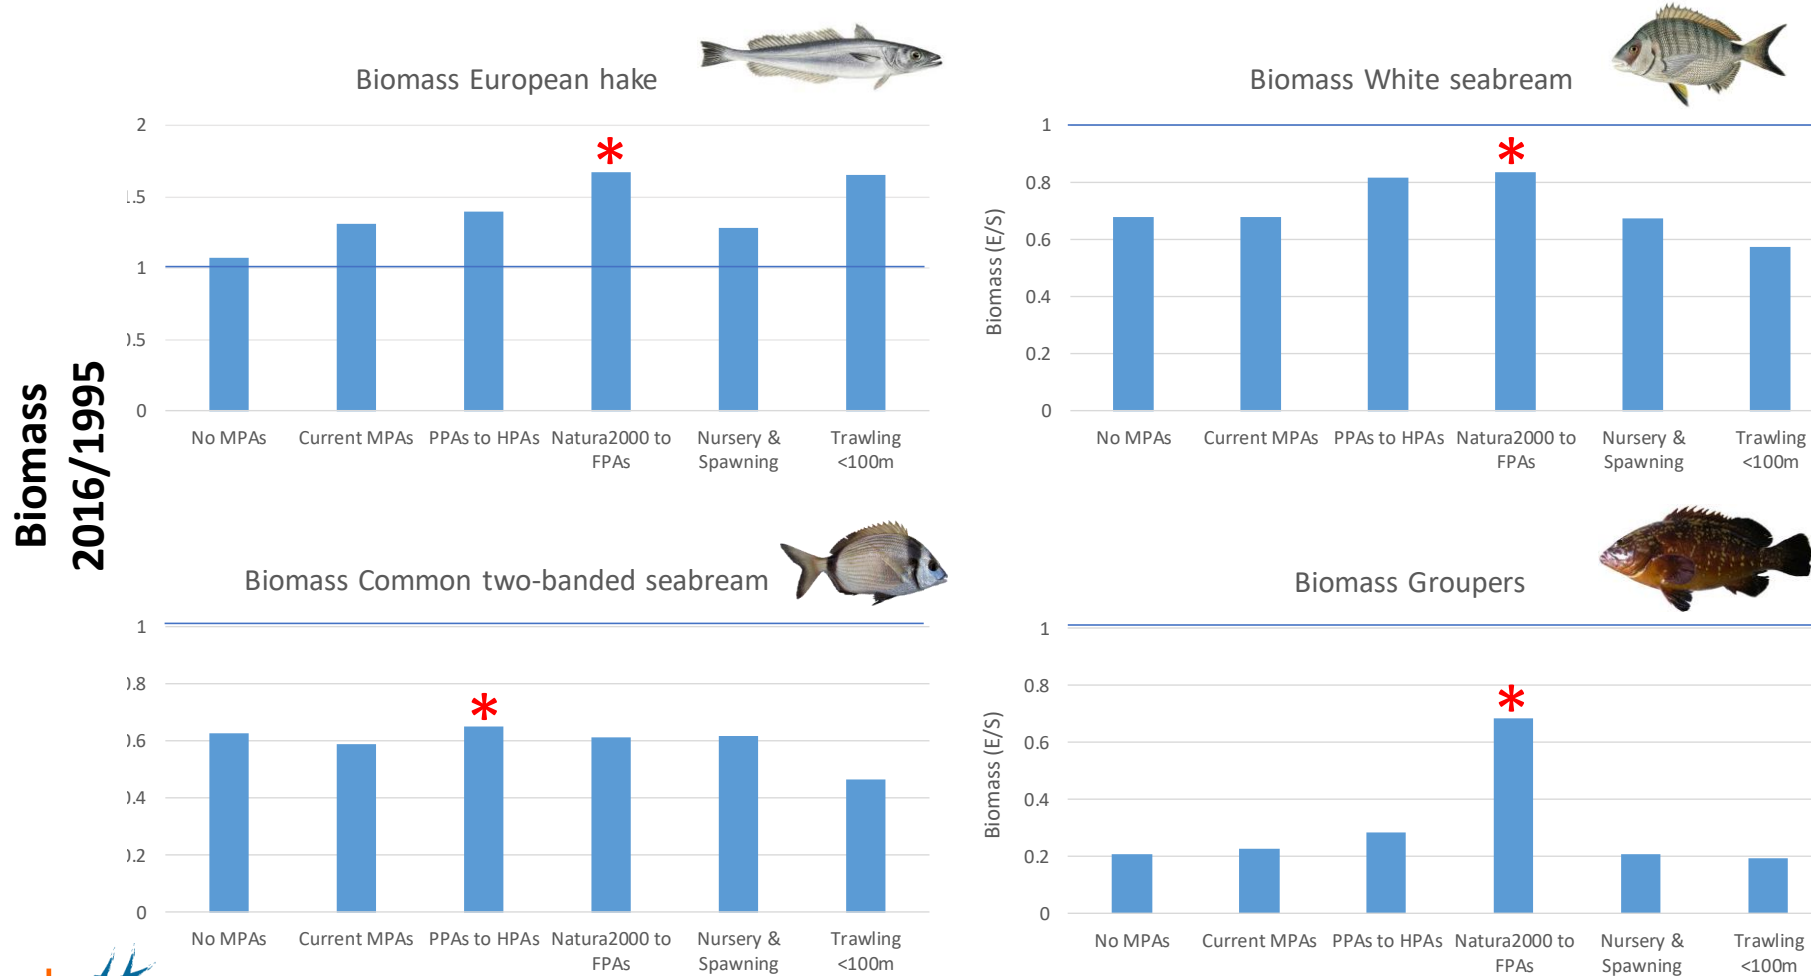 Biomass
2016/1995
Biomass European hake
2
1.5
1
0.5
0
No MPAs
Current MPAs
PPAs to HPAs
Natura2000 to
FPAs
Nursery &
Spawning
Trawling
<100m
Biomass White seabream
Biomass (E/S)
1
0.8
0.6
0.4
0.2
0
No MPAs
Current MPAs
PPAs to HPAs
Natura2000 to
FPAs
Nursery &
Spawning
Trawling
<100m
Biomass Common two-banded seabream
1
0.8
0.6
0.4
0.2
0
No MPAs
Current MPAs
PPAs to HPAs
Natura2000 to
FPAs
Nursery &
Spawning
Trawling
<100m
Biomass Groupers
Biomass (E/S)
1
0.8
0.6
0.4
0.2
0
No MPAs
Current MPAs
PPAs to HPAs
Natura2000 to
FPAs
Nursery &
Spawning
Trawling
<100m